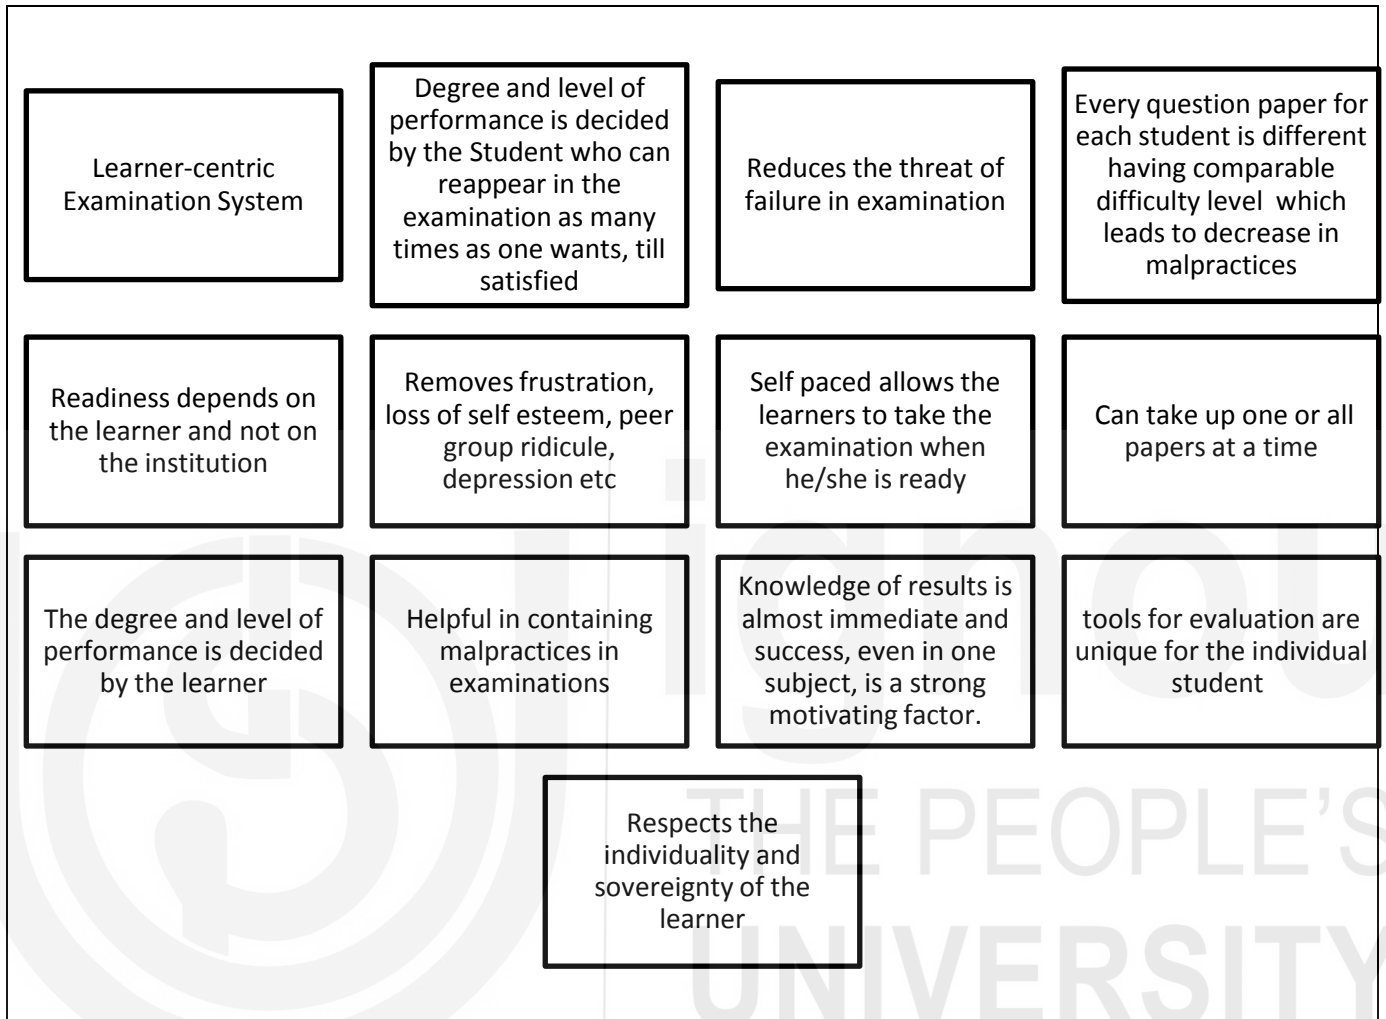 Learner-centric
Examination System
Degree and level of
performance is decided
by the Student who can
reappear in the
examination as many
times as one wants, till
satisfied
Reduces the threat of
failure in examination
Every question paper for
each student is different
having comparable
difficulty level which
leads to decrease in
malpractices
Readiness depends on
the learner and not on
the institution
Removes frustration,
loss of self esteem, peer
group ridicule,
depression etc
Self paced allows the
learners to take the
examination when
he/she is ready
Can take up one or all
papers at a time
The degree and level of
performance is decided
by the learner
Helpful in containing
malpractices in
examinations
Knowledge of results is
almost immediate and
success, even in one
subject, is a strong
motivating factor.
tools for evaluation are
unique for the individual
student
Respects the
individuality and
sovereignty of the
learner
ignou
THE PEOPLE'S
UNIVERSITY